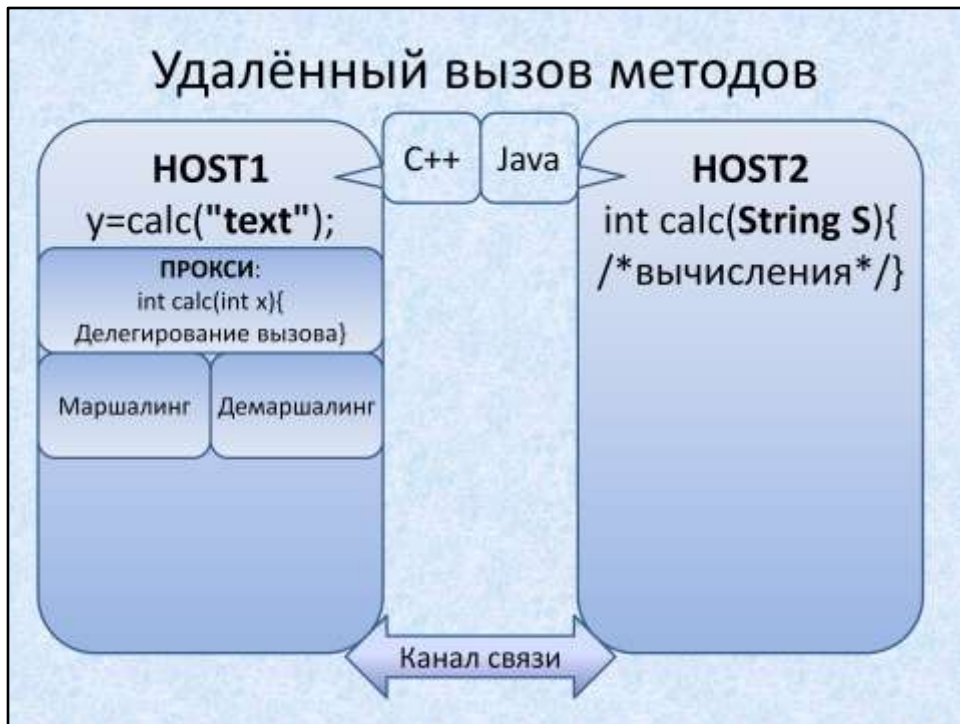 Удалённый вызов методов
HOST1
y=calc("text");
ПРОКСИ:
int calc(int x){
Делегирование вызова}
Маршалинг
Демаршалинг
C++
Java
HOST2
int calc(String S){
/*вычисления*/}
Канал связи